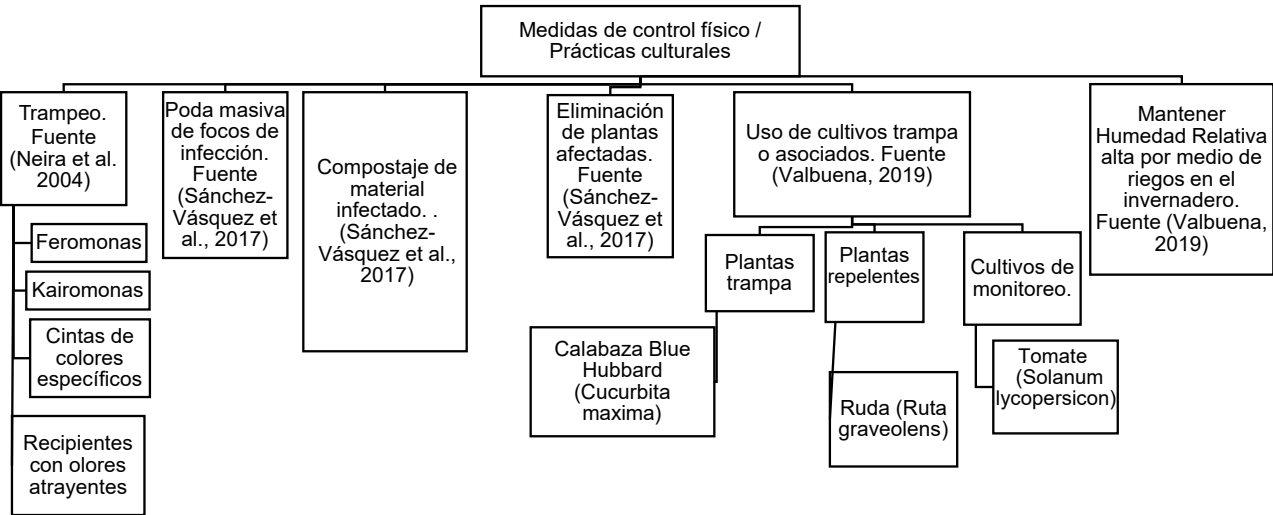 Medidas de control físico /
Prácticas culturales
Trampeo.
Fuente
(Neira et al.
2004)
Feromonas
Kairomonas
Cintas de
colores
específicos
Recipientes
con olores
atrayentes
Poda masiva
de focos de
infección.
Fuente
(Sánchez-
Vásquez et
al., 2017)
Compostaje de
material
infectado. .
(Sánchez-
Vásquez et al.,
2017)
Eliminación
de plantas
afectadas.
Fuente
(Sánchez-
Vásquez et
al., 2017)
Uso de cultivos trampa
o asociados. Fuente
(Valbuena, 2019)
Plantas
trampa
Calabaza Blue
Hubbard
(Cucurbita
maxima)
Plantas
repelentes
Ruda (Ruta
graveolens)
Cultivos de
monitoreo.
Tomate
(Solanum
lycopersicon)
Mantener
Humedad Relativa
alta por medio de
riegos en el
invernadero.
Fuente (Valbuena,
2019)